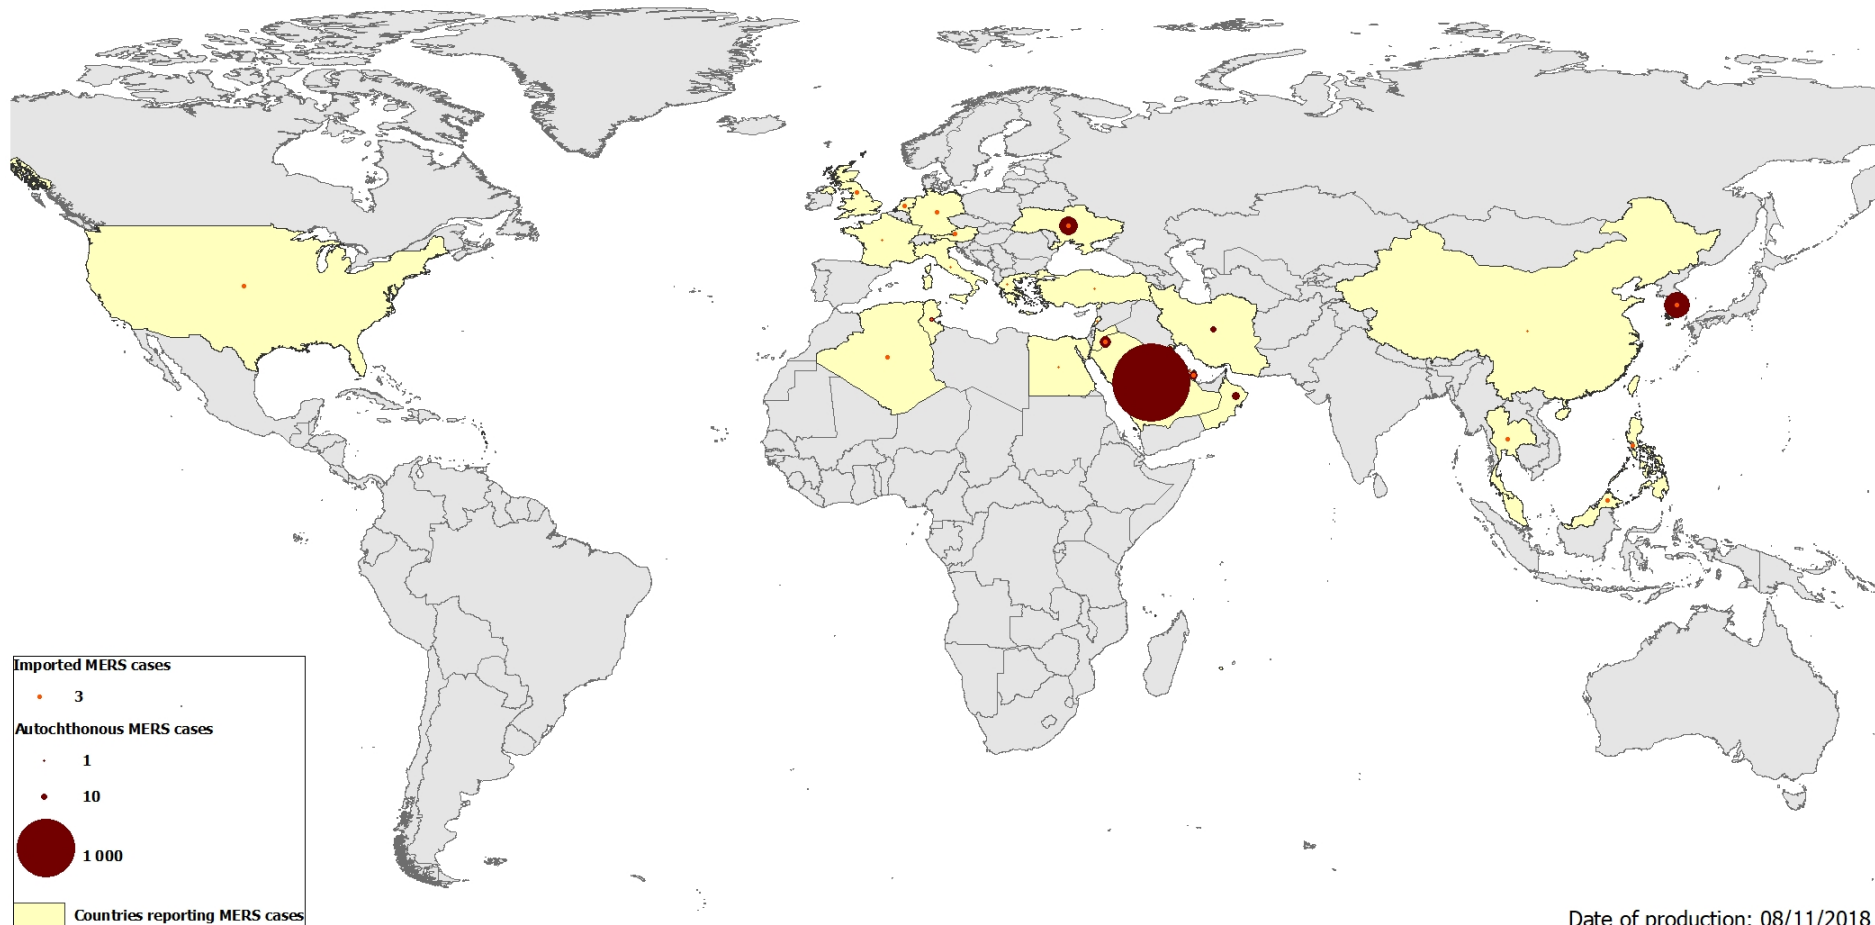 Imported MERS cases
3
Autochthonous MERS cases
1
10
1 000
Countries reporting MERS cases
Date of production: 08/11/2018